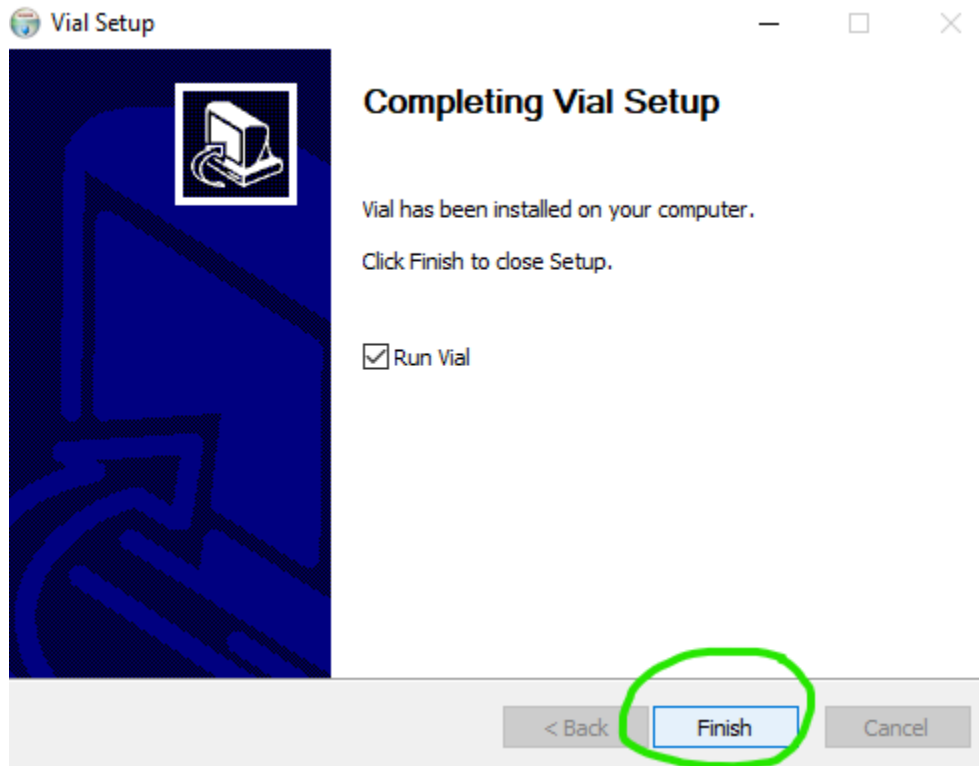 Vial Setup
Completing Vial Setup
Vial has been installed on your computer.
Click Finish to close Setup.
Run Vial
< Back
Finish
Cancel